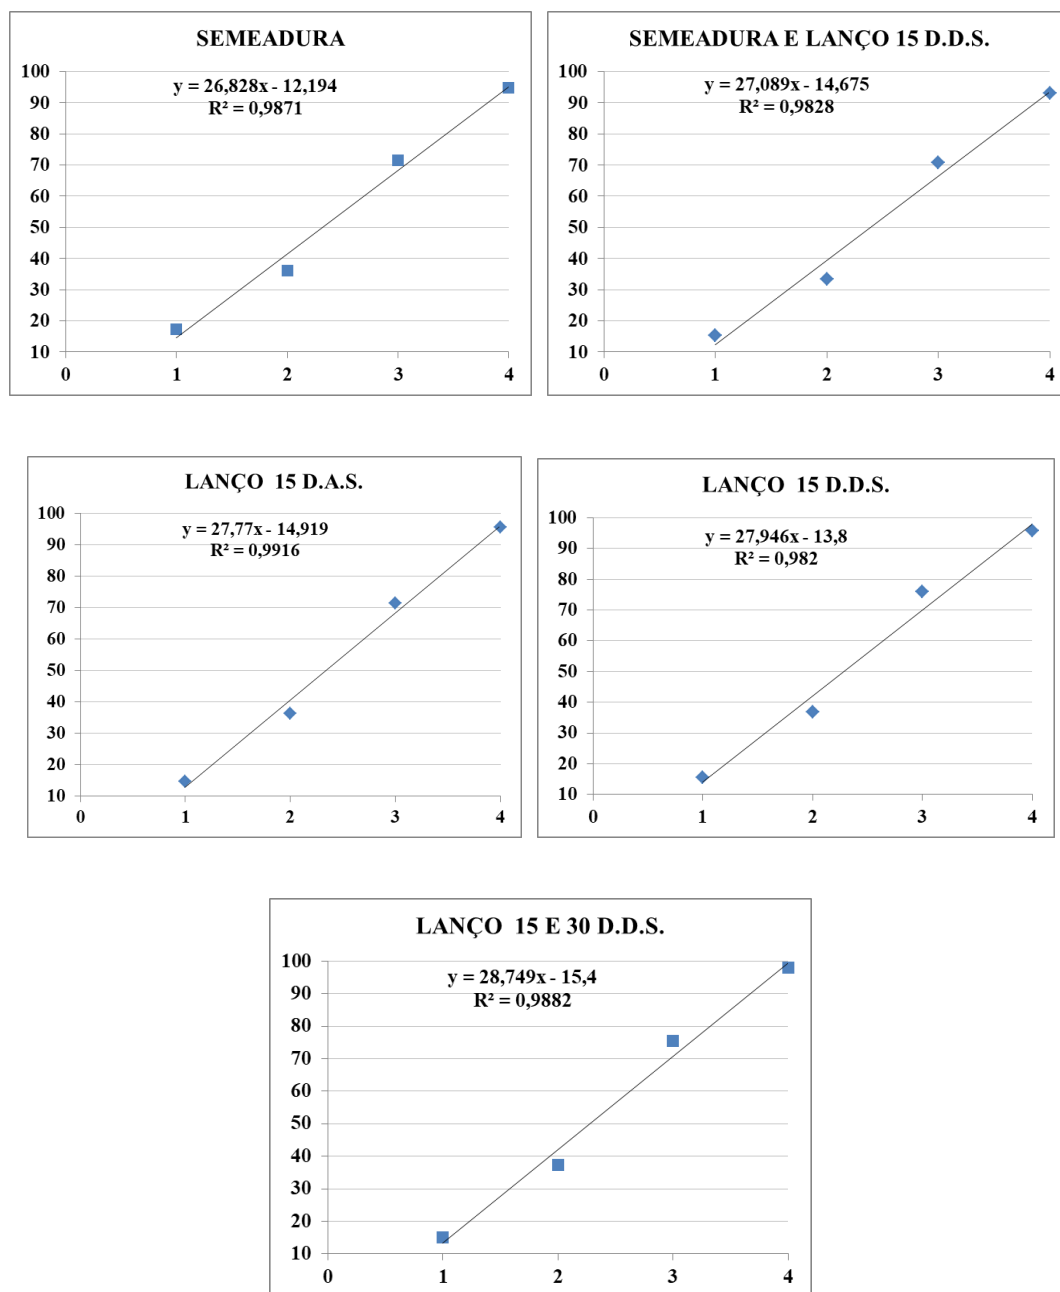 SEMEADURA
y = 26,828x - 12,194
R² = 0,9871
100
90
80
70
60
50
40
30
20
10
0 1 2 3 4
SEMEADURA E LANÇO 15 D.D.S.
y = 27,089x - 14,675
R² = 0,9828
100
90
80
70
60
50
40
30
20
10
0 1 2 3 4
LANÇO 15 D.A.S.
y = 27,77x - 14,919
R² = 0,9916
100
90
80
70
60
50
40
30
20
10
0 1 2 3 4
LANÇO 15 D.D.S.
y = 27,946x - 13,8
R² = 0,982
100
90
80
70
60
50
40
30
20
10
0 1 2 3 4
LANÇO 15 E 30 D.D.S.
y = 28,749x - 15,4
R² = 0,9882
100
90
80
70
60
50
40
30
20
10
0 1 2 3 4